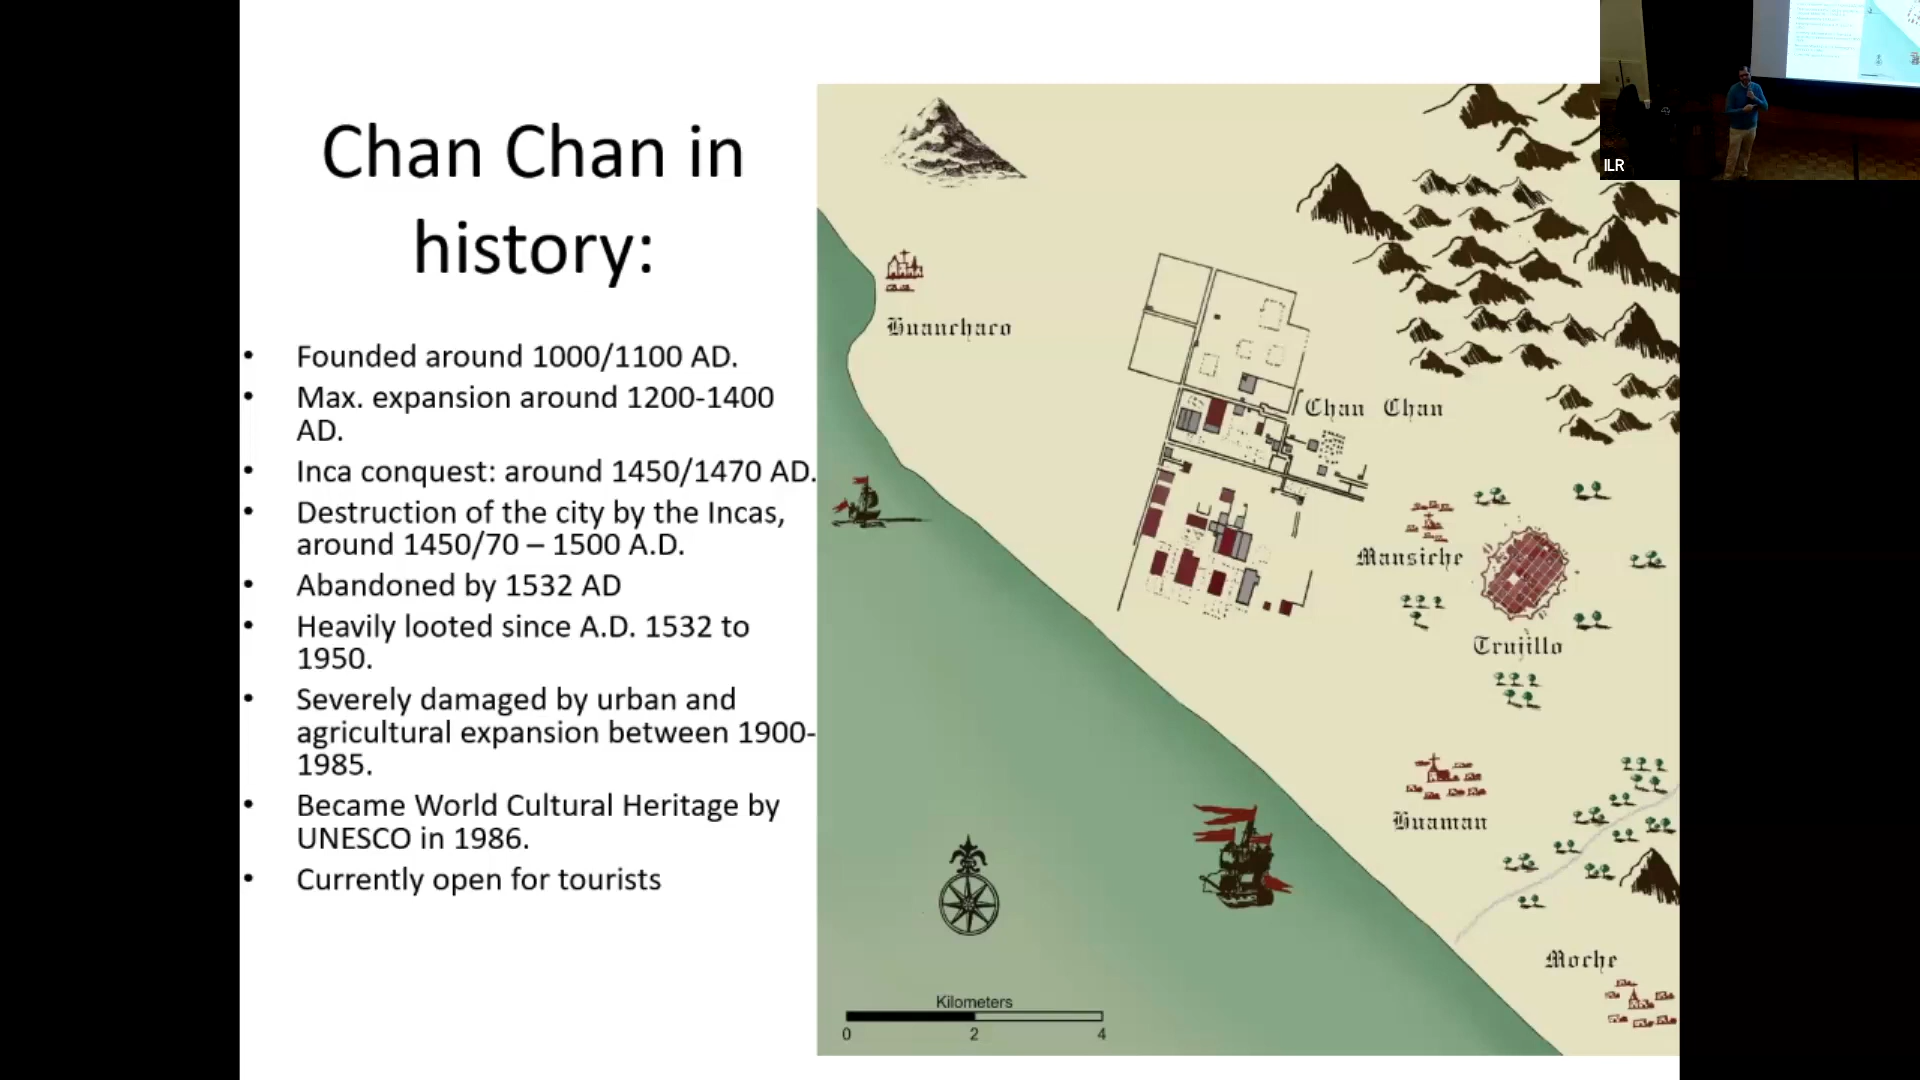 Chan Chan in
history:
• Founded around 1000/1100 AD.
• Max. expansion around 1200-1400
AD.
• Inca conquest: around 1450/1470 AD.
• Destruction of the city by the Incas,
around 1450/70 – 1500 A.D.
• Abandoned by 1532 AD
• Heavily looted since A.D. 1532 to
1950.
• Severely damaged by urban and
agricultural expansion between 1900-
1985.
• Became World Cultural Heritage by
UNESCO in 1986.
• Currently open for tourists
Huanchaco
Chan Chan
Mansiche
Trujillo
Huaman
Moche
Kilometers
0 2 4
ILR